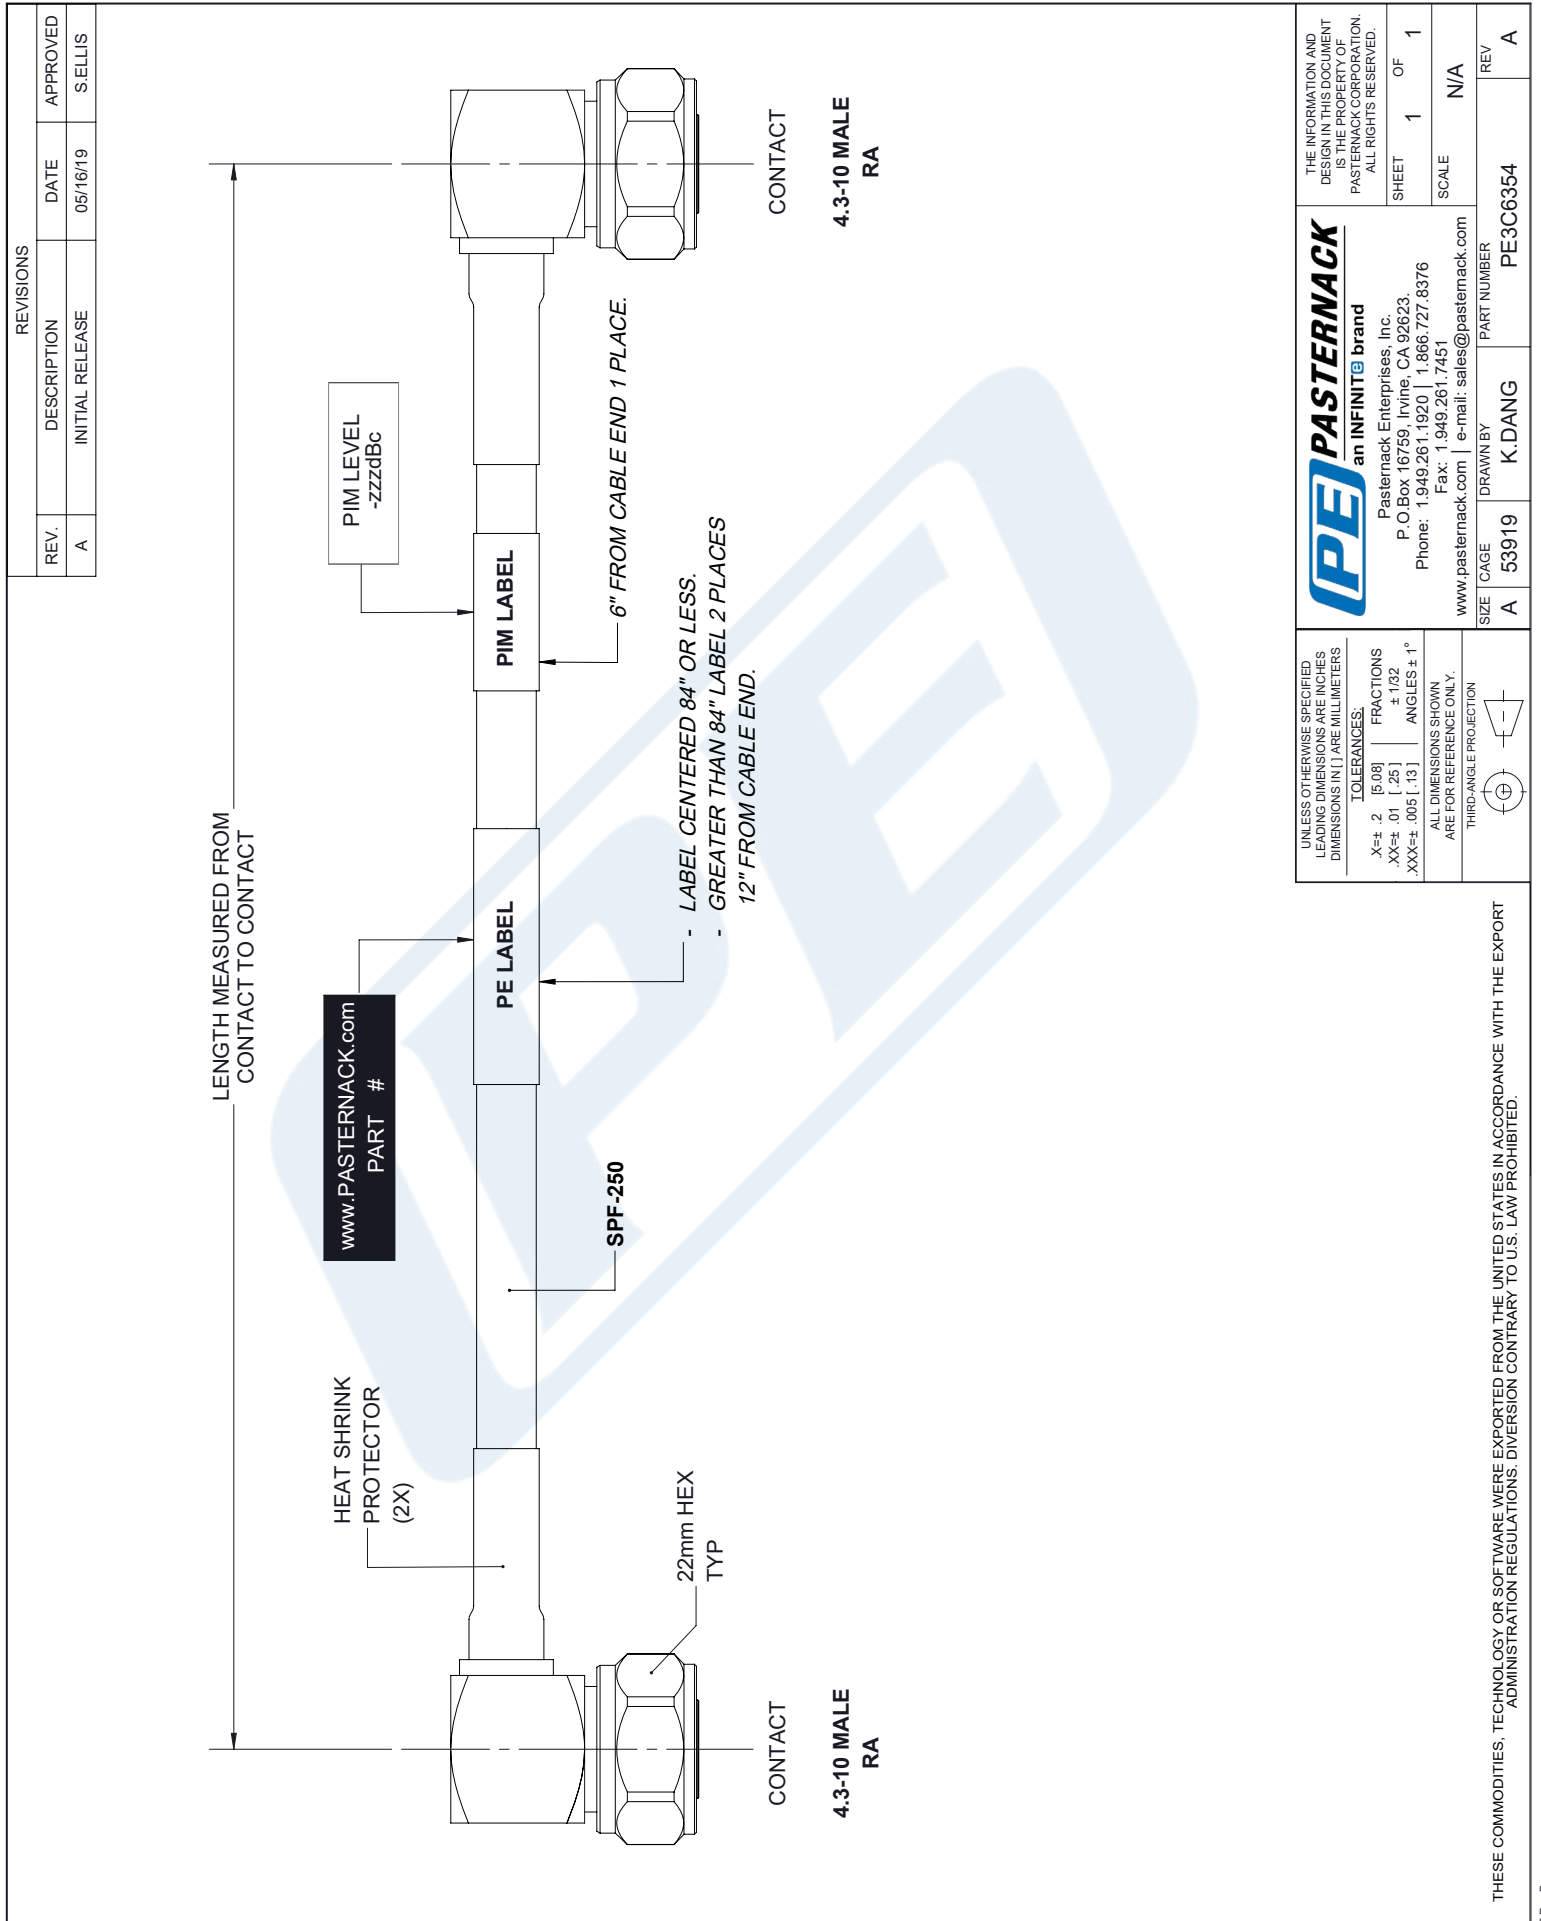 REVISIONS
REV. DESCRIPTION DATE APPROVED
A INITIAL RELEASE 05/16/19 S.ELLIS
LENGTH MEASURED FROM
CONTACT TO CONTACT
HEAT SHRINK
PROTECTOR
(2X)
www.PASTERNACK.com
PART #
PIM LEVEL
-zzzdBc
PE LABEL
PIM LABEL
SPF-250
6" FROM CABLE END 1 PLACE.
- LABEL CENTERED 84" OR LESS.
- GREATER THAN 84" LABEL 2 PLACES
12" FROM CABLE END.
22mm HEX
TYP
CONTACT
4.3-10 MALE
RA
CONTACT
4.3-10 MALE
RA
UNLESS OTHERWISE SPECIFIED
LEADING DIMENSIONS ARE INCHES
DIMENSIONS IN [ ] ARE MILLIMETERS
TOLERANCES:
.X=± .2 [5.08] FRACTIONS
.XX=± .01 [ .25 ] ± 1/32
.XXX=± .005 [ .13 ] ANGLES ± 1°
ALL DIMENSIONS SHOWN
ARE FOR REFERENCE ONLY.
THIRD-ANGLE PROJECTION
PE PASTERNACK
an INFINITe brand
Pasternack Enterprises, Inc.
P.O.Box 16759, Irvine, CA 92623.
Phone: 1.949.261.1920 | 1.866.727.8376
Fax: 1.949.261.7451
www.pasternack.com | e-mail: sales@pasternack.com
THE INFORMATION AND
DESIGN IN THIS DOCUMENT
IS THE PROPERTY OF
PASTERNACK CORPORATION.
ALL RIGHTS RESERVED.
SHEET 1 OF 1
SCALE N/A
SIZE A
CAGE 53919
DRAWN BY K.DANG
PART NUMBER PE3C6354
REV A
THESE COMMODITIES, TECHNOLOGY OR SOFTWARE WERE EXPORTED FROM THE UNITED STATES IN ACCORDANCE WITH THE EXPORT
ADMINISTRATION REGULATIONS. DIVERSION CONTRARY TO U.S. LAW PROHIBITED.
PE